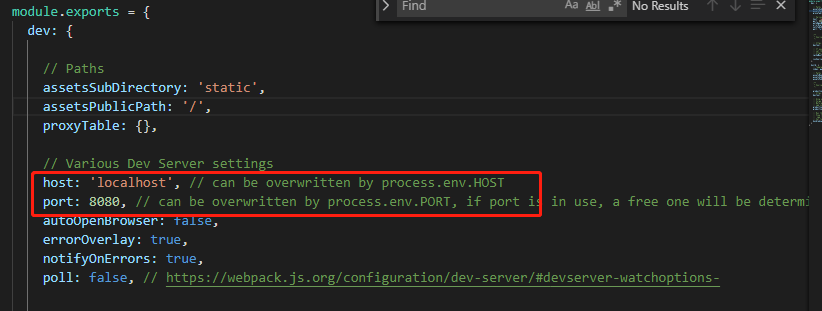 module.exports = {
Find
Aa Abl .*
No Results
dev: {
// Paths
assetsSubDirectory: 'static',
assetsPublicPath: '/',
proxyTable: {},
// Various Dev Server settings
host: 'localhost', // can be overwritten by process.env.HOST
port: 8080, // can be overwritten by process.env.PORT, if port is in use, a free one will be determi
autoOpenBrowser: false,
errorOverlay: true,
notifyOnErrors: true,
poll: false, // https://webpack.js.org/configuration/dev-server/#devserver-watchoptions-